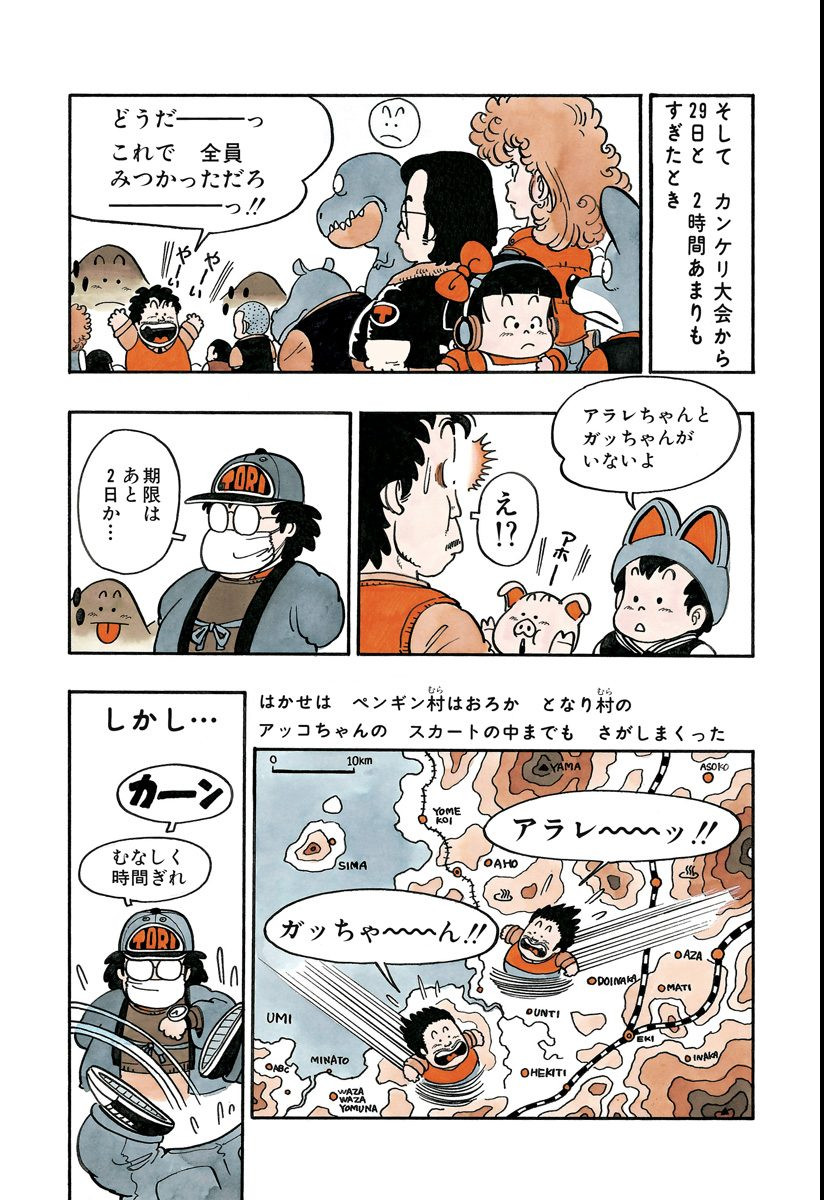 そして カンケリ大会から
29日と 2時間あまりも
すぎたとき
どうだ───っ
これで 全員
みつかっただろ
────っ!!
やーい
やーい
T
アラレちゃんと
ガッちゃんが
いないよ
え!?
アホー
期限は
あと
2日か…
TORI
はかせは ペンギン村はおろか となり村の
アッコちゃんの スカートの中までも さがしまくった
むら
むら
0 10km
YAMA
ASOKO
YOME
KOI
アラレ〜〜〜ッ!!
AHO
SIMA
ガッちゃ〜〜〜ん!!
AZA
DOINAKA
MATI
UMI
UNTI
EKI
MINATO
INAKA
ABC
HEKITI
WAZA
WAZA
YOMUNA
しかし…
カーン
むなしく
時間ぎれ
TORI